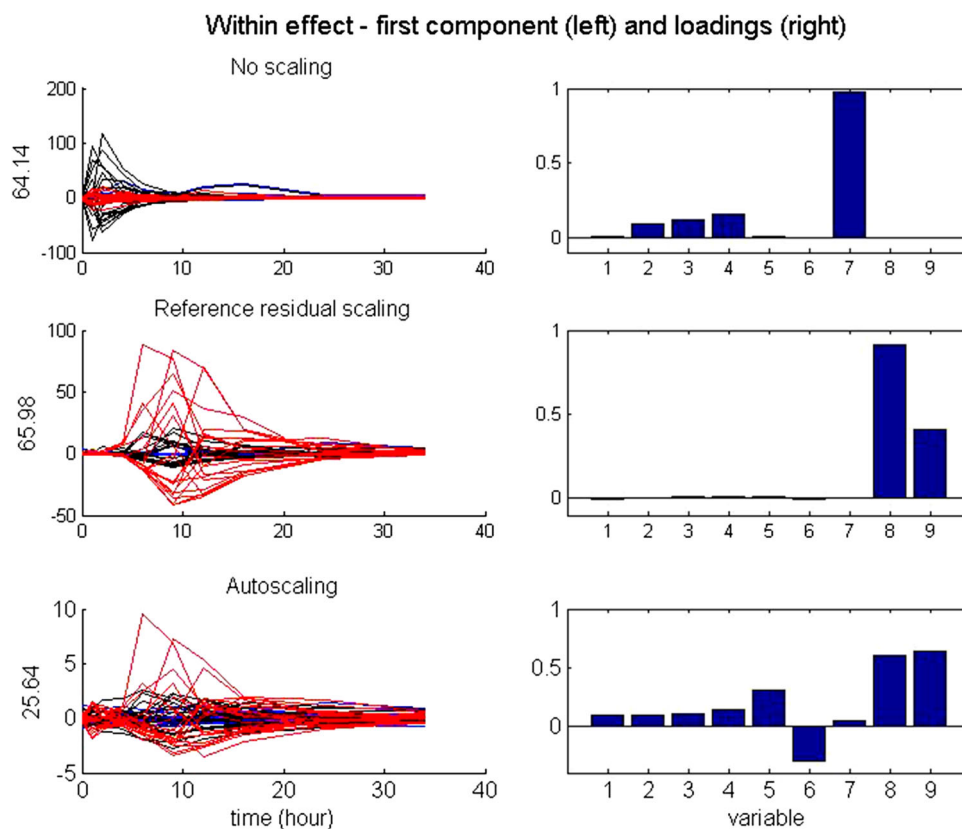 Within effect - first component (left) and loadings (right)
No scaling
64.14
200
100
0
-100
0 10 20 30 40
1
0.5
0
1 2 3 4 5 6 7 8 9
Reference residual scaling
65.98
100
50
0
-50
0 10 20 30 40
1
0.5
0
1 2 3 4 5 6 7 8 9
Autoscaling
25.64
10
5
0
-5
0 10 20 30 40
time (hour)
1
0.5
0
1 2 3 4 5 6 7 8 9
variable